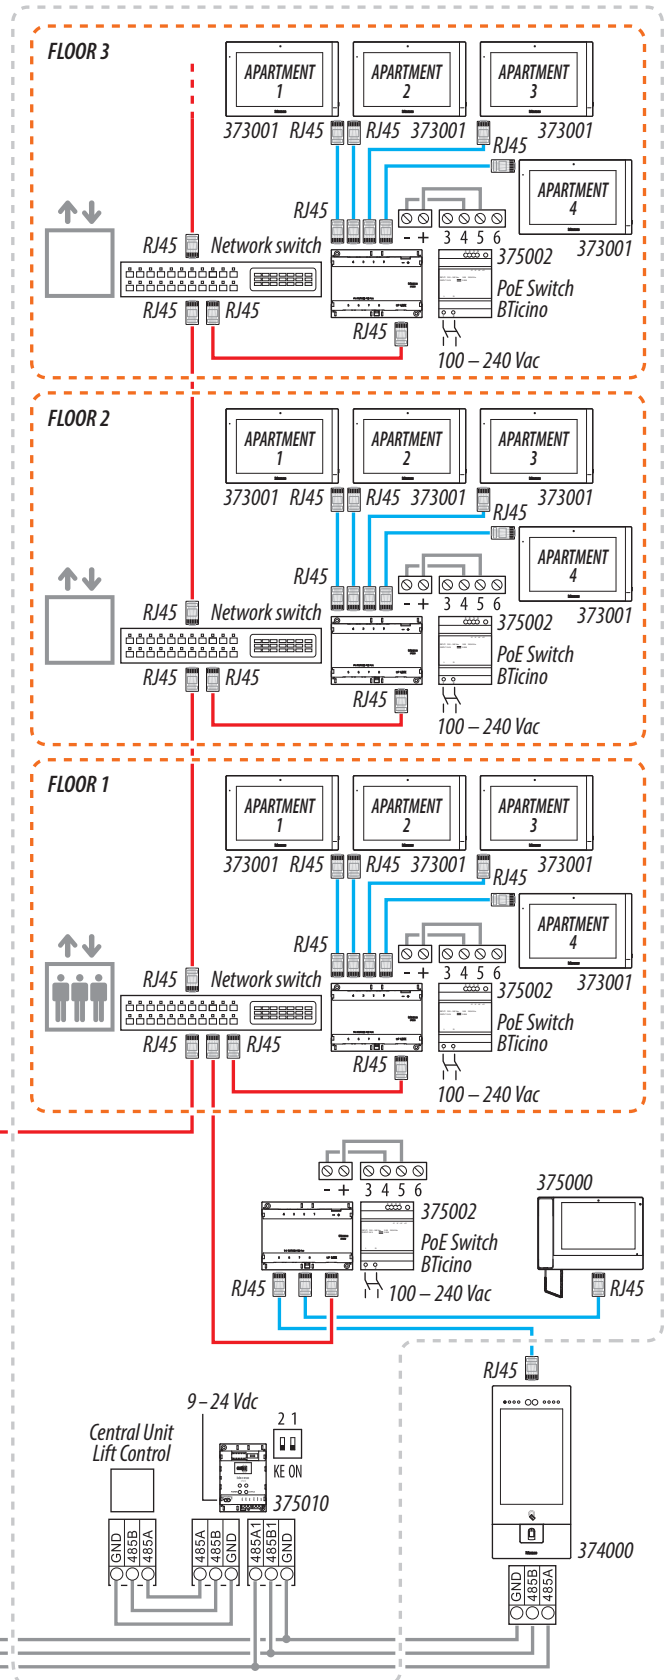 FLOOR 3
APARTMENT
1
APARTMENT
2
APARTMENT
3
373001 RJ45 RJ45 373001 373001
RJ45
APARTMENT
4
373001
RJ45
- + 3 4 5 6
RJ45 Network switch
375002
PoE Switch
BTicino
RJ45 RJ45
RJ45
100 – 240 Vac
FLOOR 2
APARTMENT
1
APARTMENT
2
APARTMENT
3
373001 RJ45 RJ45 373001 373001
RJ45
APARTMENT
4
373001
RJ45
- + 3 4 5 6
RJ45 Network switch
375002
PoE Switch
BTicino
RJ45 RJ45
RJ45
100 – 240 Vac
FLOOR 1
APARTMENT
1
APARTMENT
2
APARTMENT
3
373001 RJ45 RJ45 373001 373001
RJ45
APARTMENT
4
373001
RJ45
- + 3 4 5 6
RJ45 Network switch
375002
PoE Switch
BTicino
RJ45 RJ45
RJ45
100 – 240 Vac
- + 3 4 5 6
375002
PoE Switch
BTicino
375000
RJ45
100 – 240 Vac
RJ45
RJ45
9 – 24 Vdc
2 1
KE ON
Central Unit
Lift Control
375010
374000
GND 485B 485A
485A 485B GND
485A1 485B1 GND
GND 485B 485A